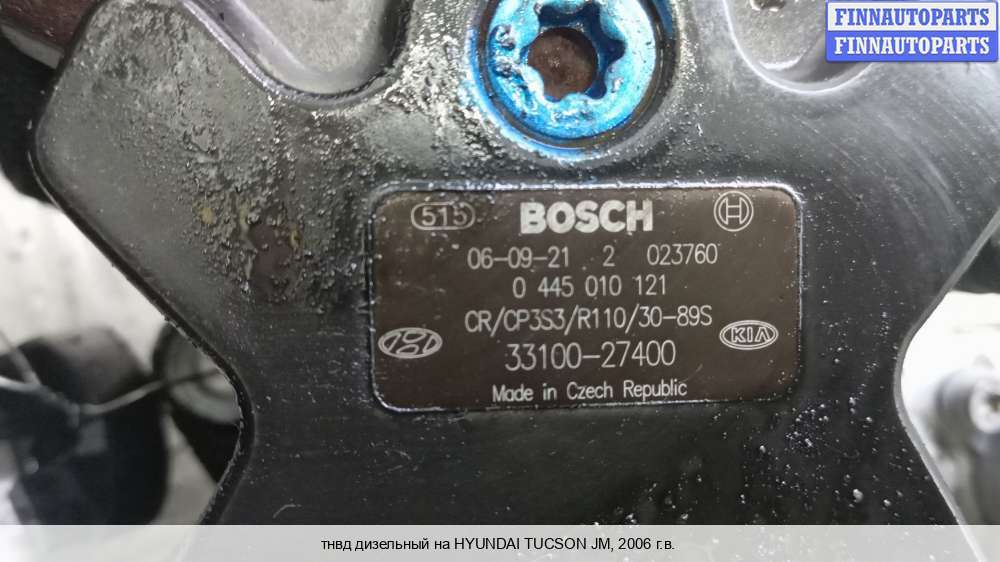 FINNAUTOPARTS
FINNAUTOPARTS
515 BOSCH
06-09-21 2 023760
0 445 010 121
CR/CP3S3/R110/30-89S
33100-27400
KIA
Made in Czech Republic
тнвд дизельный на HYUNDAI TUCSON JM, 2006 г.в.